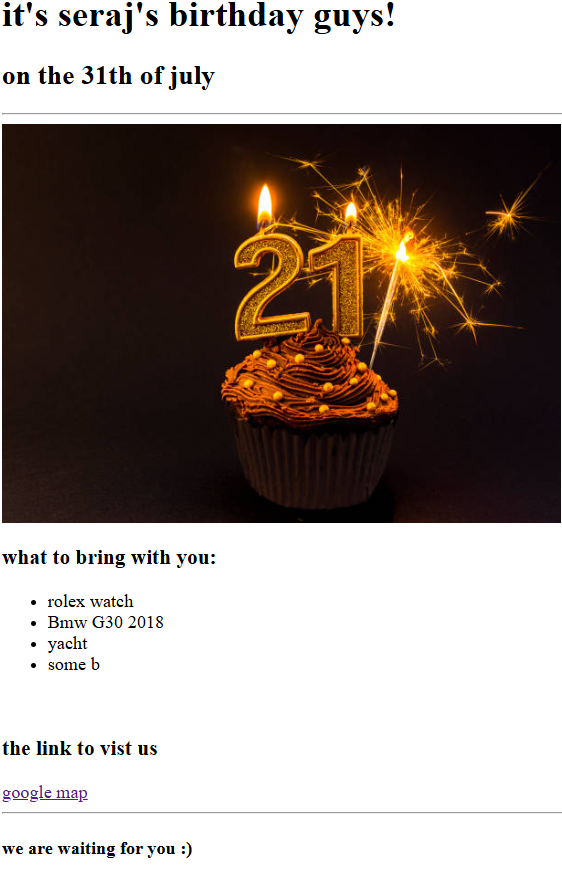 it's seraj's birthday guys!
on the 31th of july
21
what to bring with you:
rolex watch
Bmw G30 2018
yacht
some b
the link to vist us
google map
we are waiting for you :)